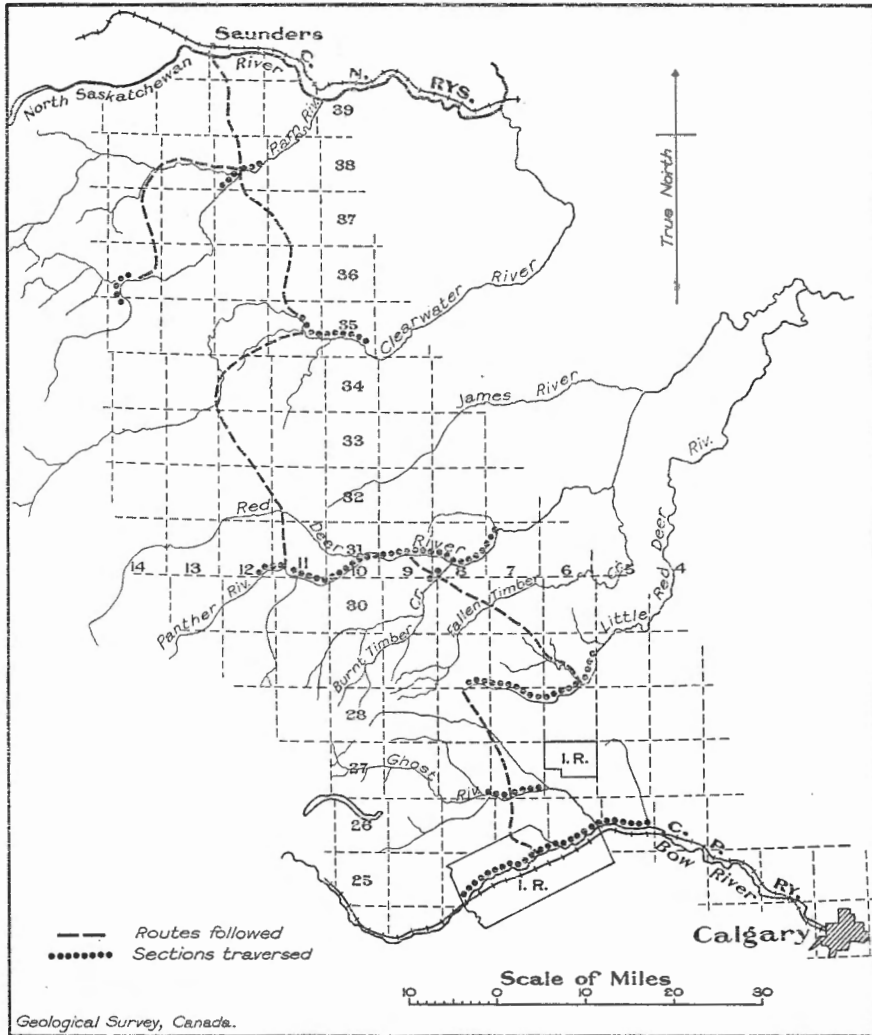 Saunders
C. N. RYS.
North Saskatchewan River
39
Ram Riv.
38
37
36
35
Clearwater River
True North
34
James River
33
32
Red Deer River
31
14 13 12 11 10 9 8 7 6 5 4
Panther Riv.
30
Burnt Timber Cr.
Fallen Timber Cr.
Little Red Deer Riv.
28
27
I. R.
Ghost Riv.
26
25
I. R.
C. P. RY.
Bow River
Calgary
Routes followed
Sections traversed
Scale of Miles
10 0 10 20 30
Geological Survey, Canada.